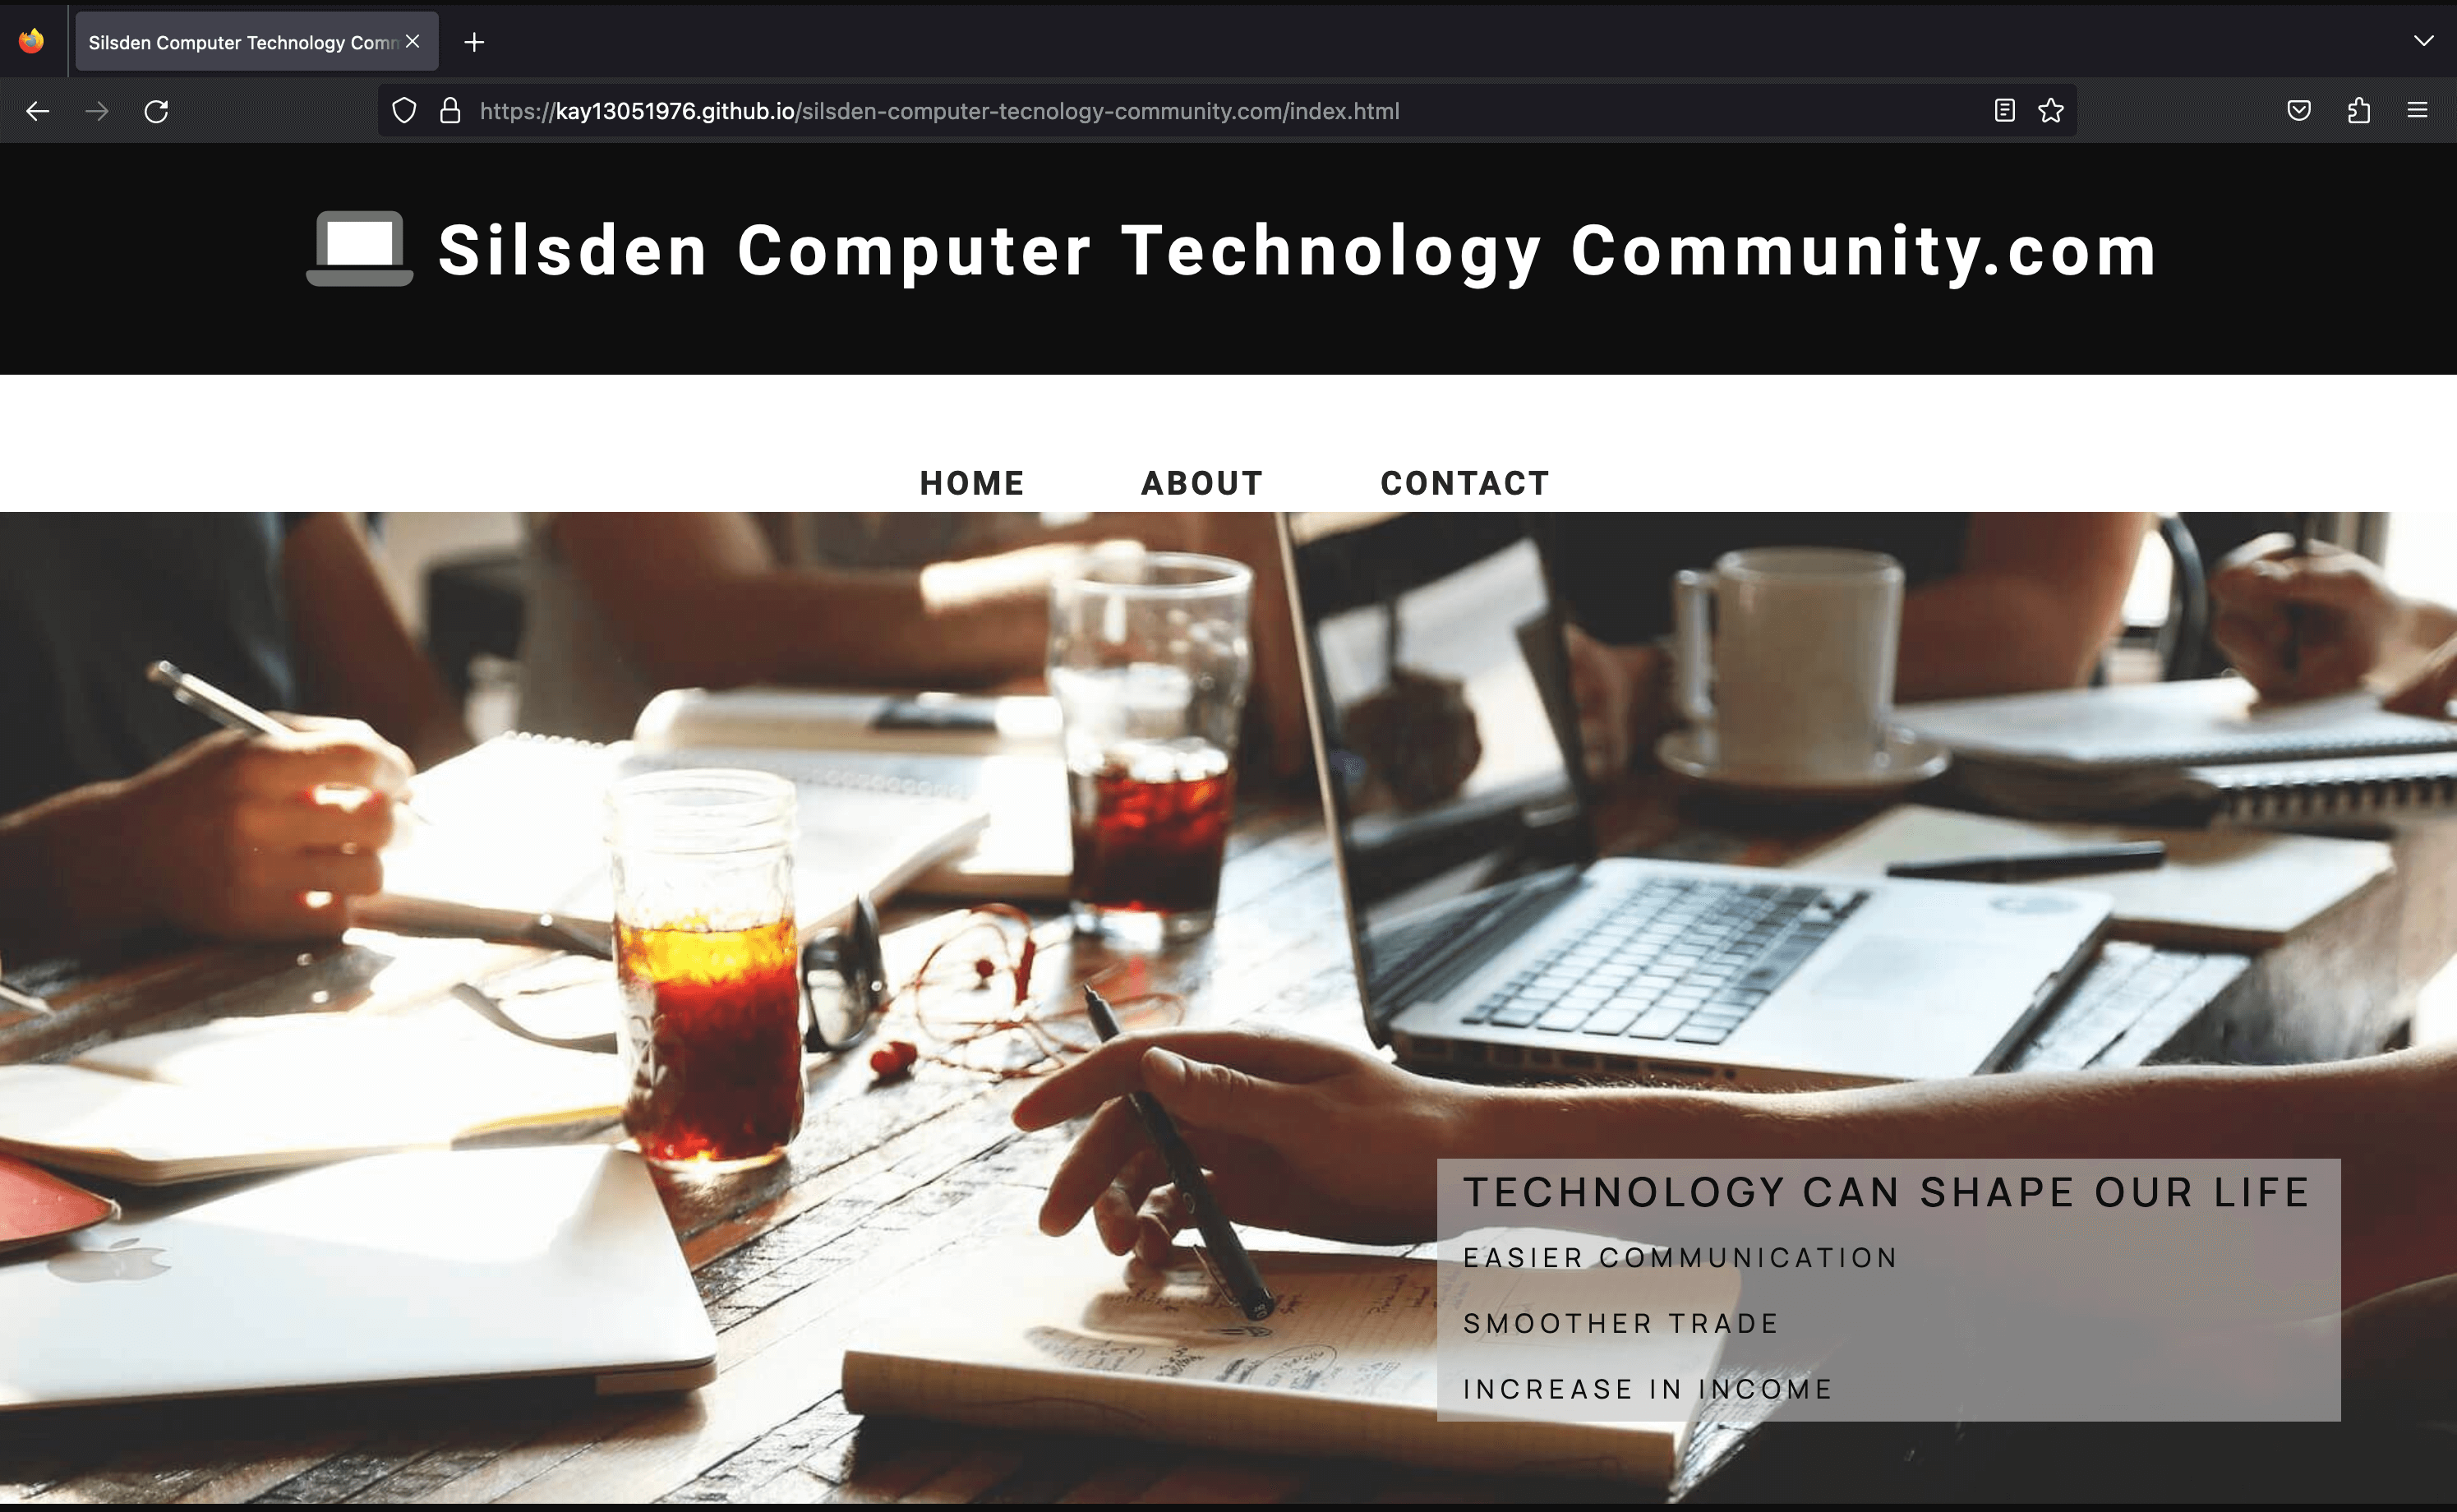 Silsden Computer Technology Comm
https://kay13051976.github.io/silsden-computer-tecnology-community.com/index.html
Silsden Computer Technology Community.com
HOME ABOUT CONTACT
TECHNOLOGY CAN SHAPE OUR LIFE
EASIER COMMUNICATION
SMOOTHER TRADE
INCREASE IN INCOME